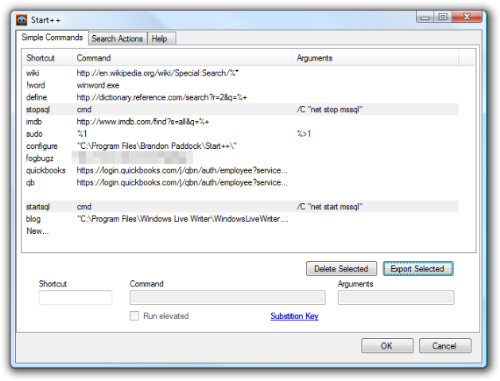 Start++
Simple Commands Search Actions Help
Shortcut Command Arguments
wiki http://en.wikipedia.org/wiki/Special:Search/%*
!word winword.exe
define http://dictionary.reference.com/search?r=2&q=%+
stopsql cmd /C "net stop mssql"
imdb http://www.imdb.com/find?s=all&q=%+
sudo %1 %>1
configure "C:\Program Files\Brandon Paddock\Start++\"
fogbugz
quickbooks https://login.quickbooks.com/j/qbn/auth/employee?service...
qb https://login.quickbooks.com/j/qbn/auth/employee?service...
startsql cmd /C "net start mssql"
blog "C:\Program Files\Windows Live Writer\WindowsLiveWriter....
New...
Delete Selected Export Selected
Shortcut Command Arguments
Run elevated Substition Key
OK Cancel